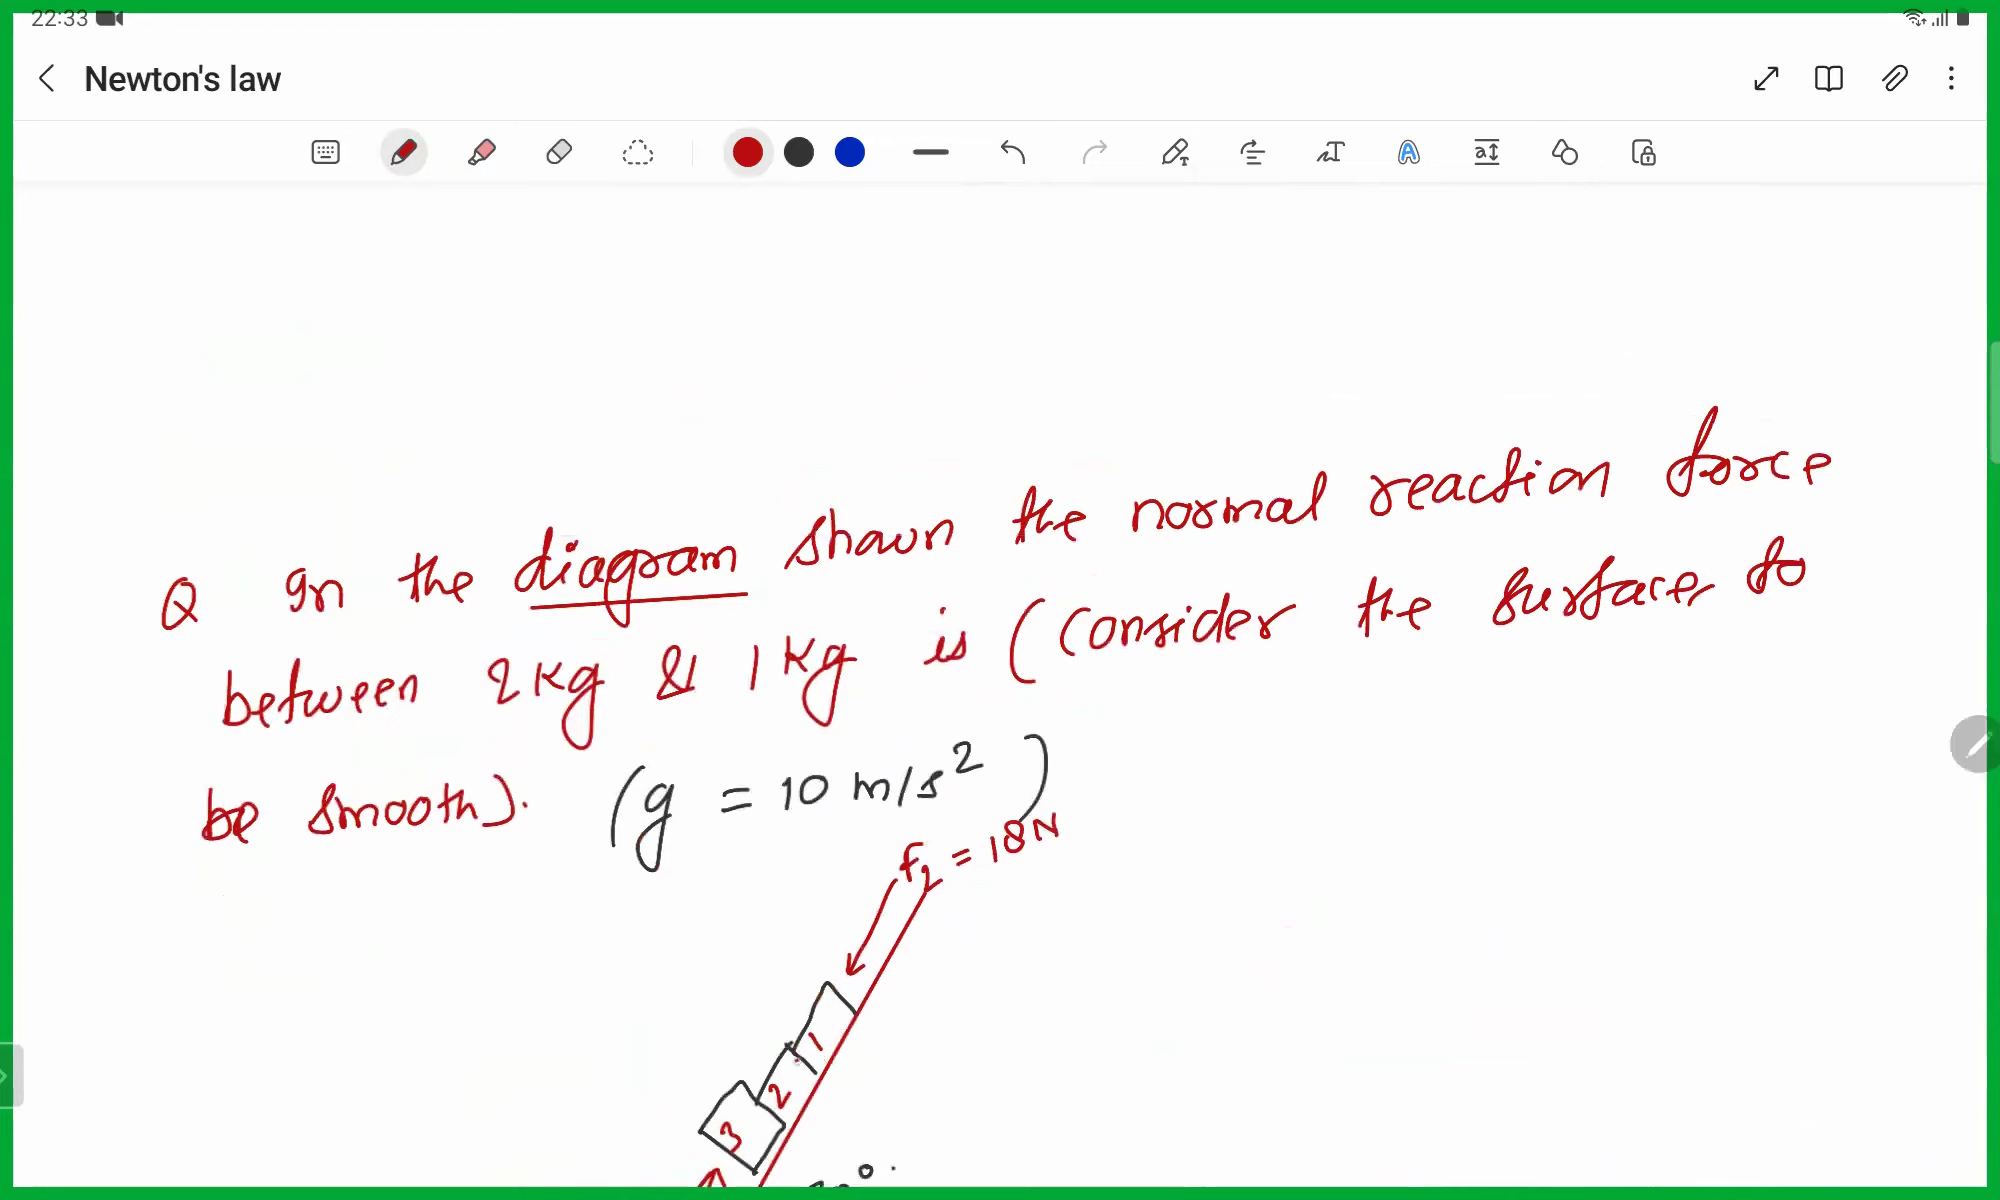 22:33
Newton's law
Q In the diagram shown the normal reaction force
between 2kg & 1kg is (consider the surface to
be smooth). (g = 10 m/s²)
F₂ = 18N
1
2
3